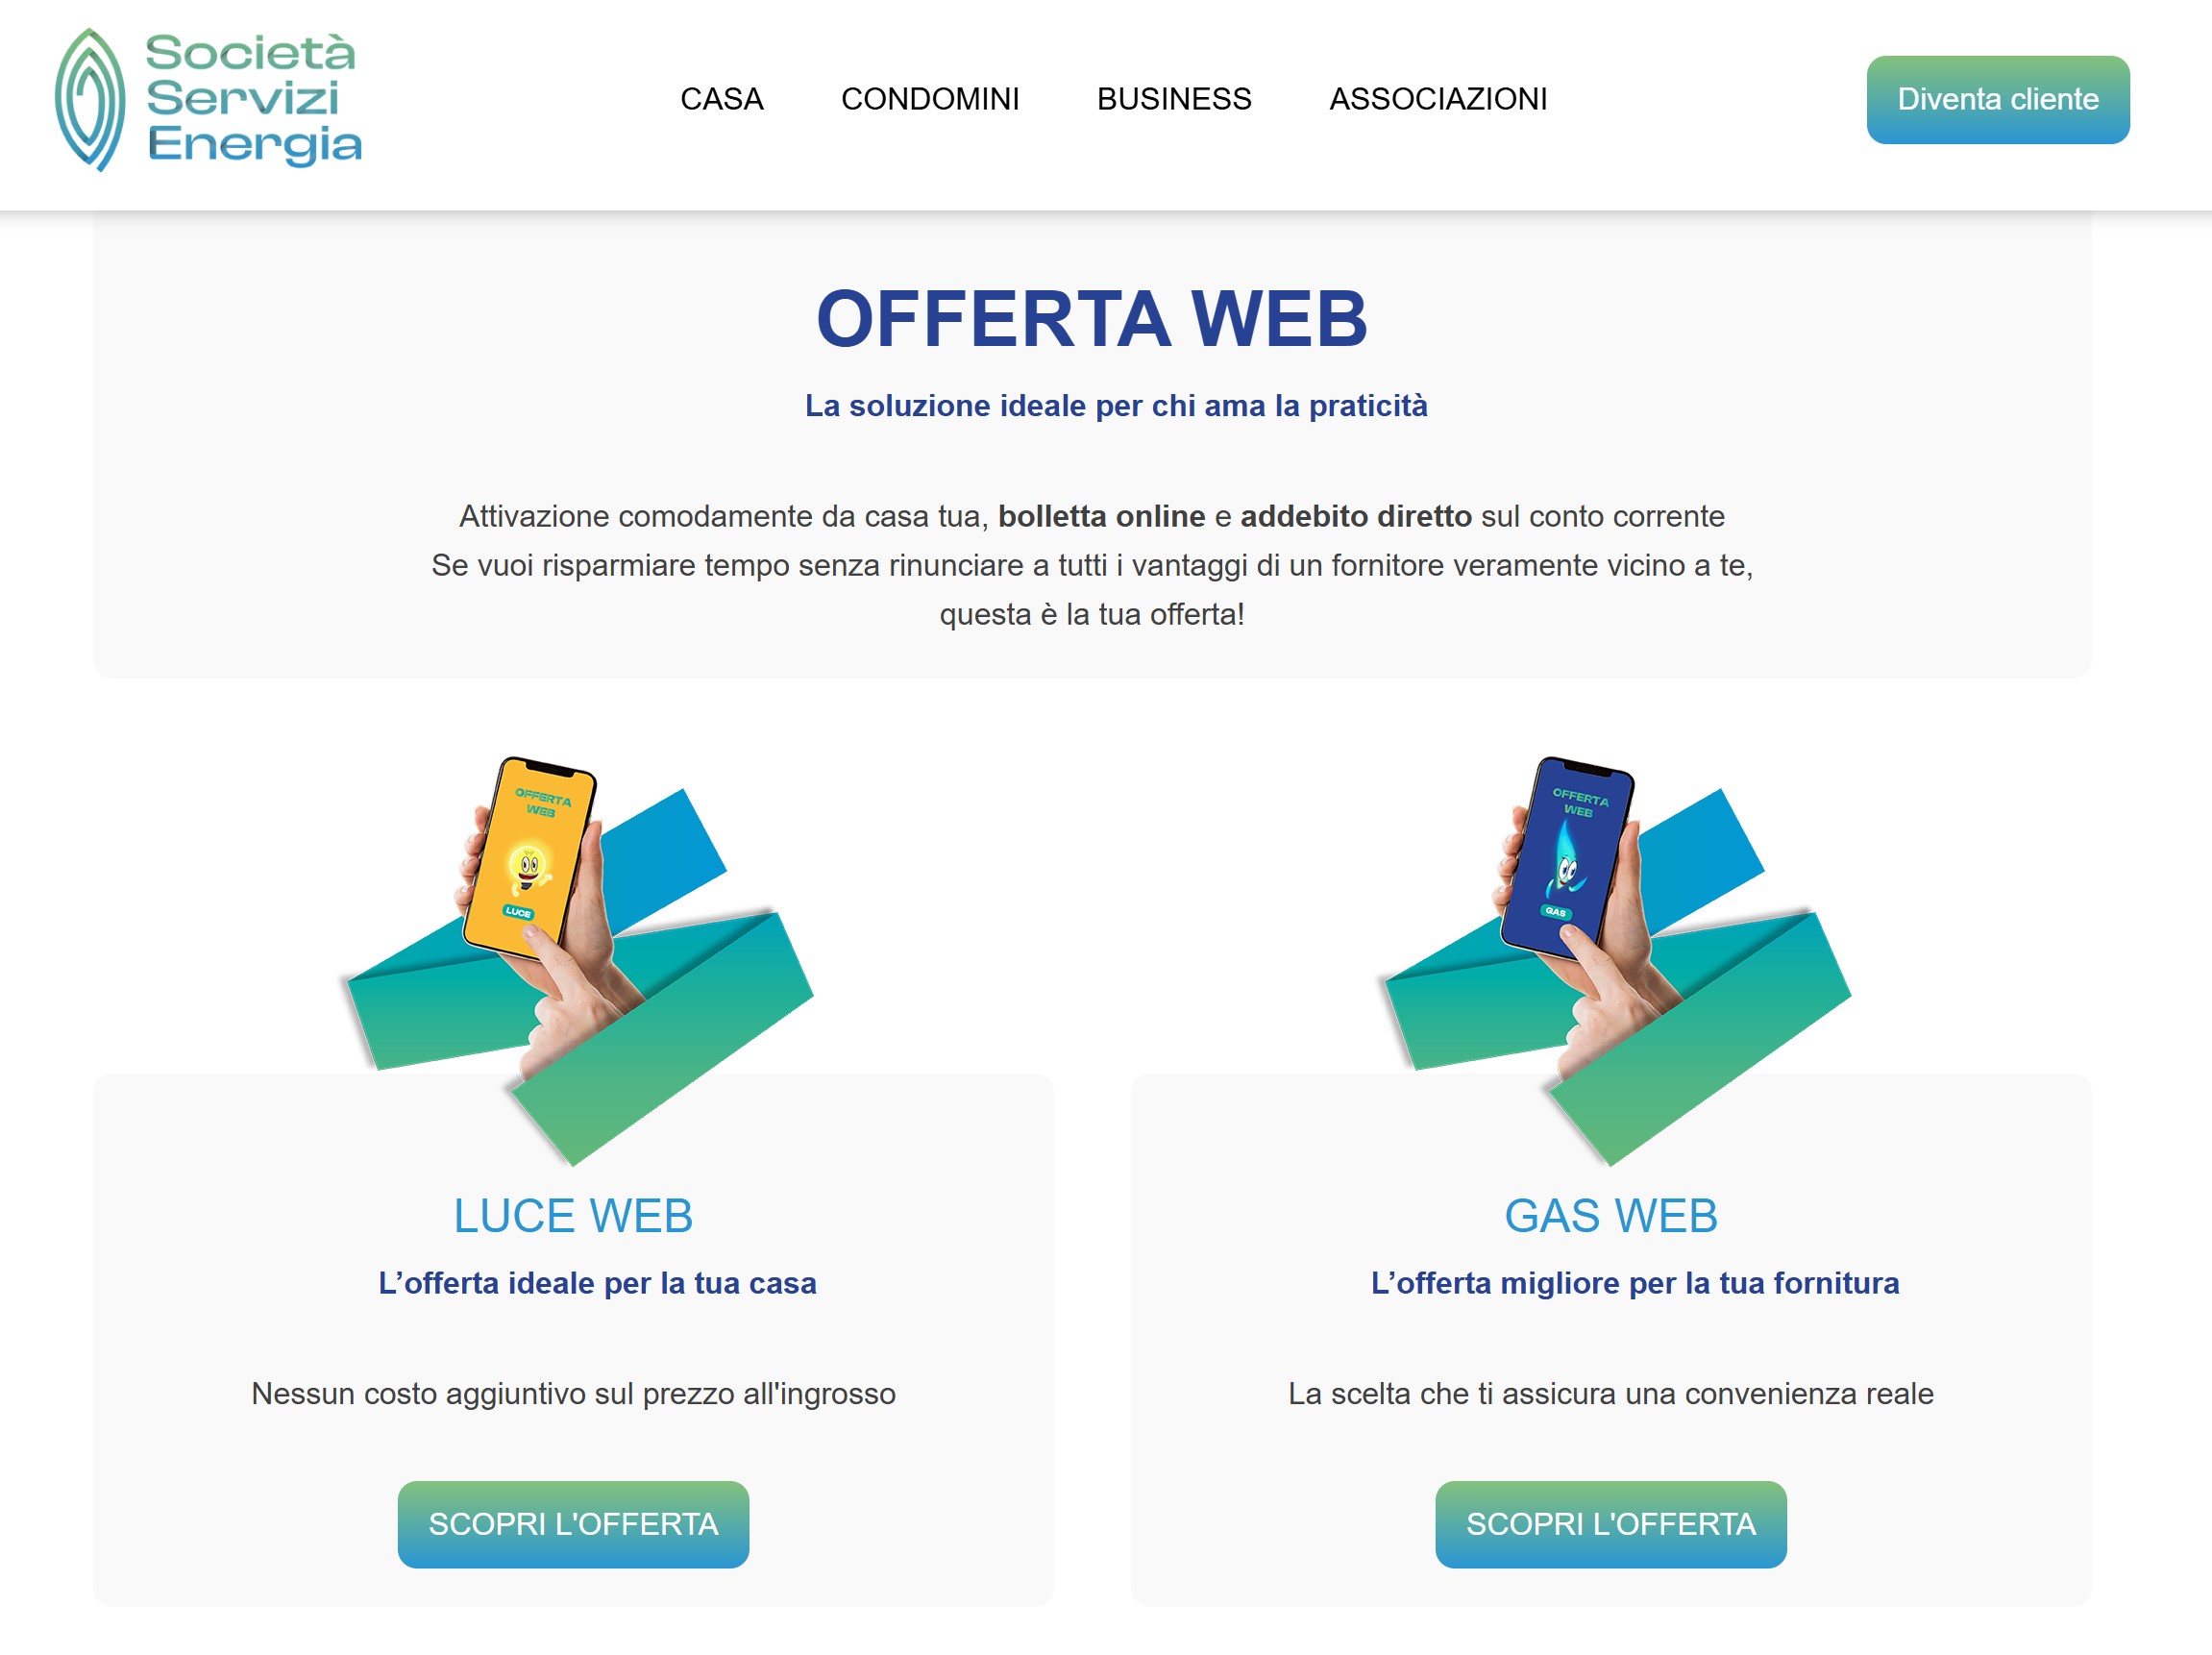 Società
Servizi
Energia
CASA CONDOMINI BUSINESS ASSOCIAZIONI
Diventa cliente
OFFERTA WEB
La soluzione ideale per chi ama la praticità
Attivazione comodamente da casa tua, bolletta online e addebito diretto sul conto corrente
Se vuoi risparmiare tempo senza rinunciare a tutti i vantaggi di un fornitore veramente vicino a te,
questa è la tua offerta!
OFFERTA
WEB
LUCE
OFFERTA
WEB
GAS
LUCE WEB
L’offerta ideale per la tua casa
Nessun costo aggiuntivo sul prezzo all'ingrosso
SCOPRI L'OFFERTA
GAS WEB
L’offerta migliore per la tua fornitura
La scelta che ti assicura una convenienza reale
SCOPRI L'OFFERTA